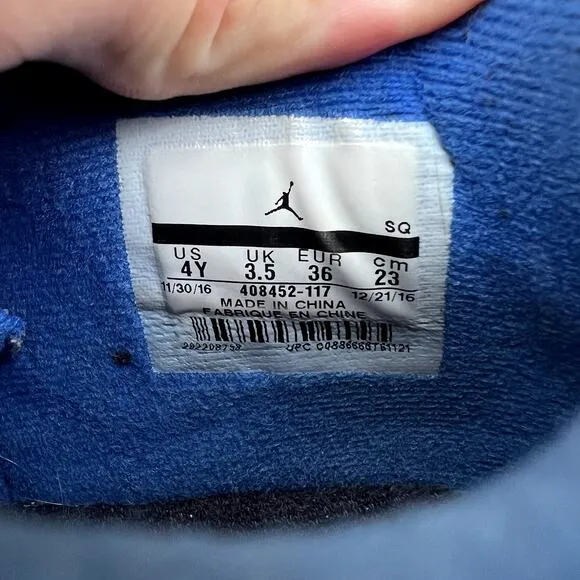 SQ
US UK EUR cm
4Y 3.5 36 23
11/30/16 408452-117 12/21/16
MADE IN CHINA
FABRIQUE EN CHINE
UPC